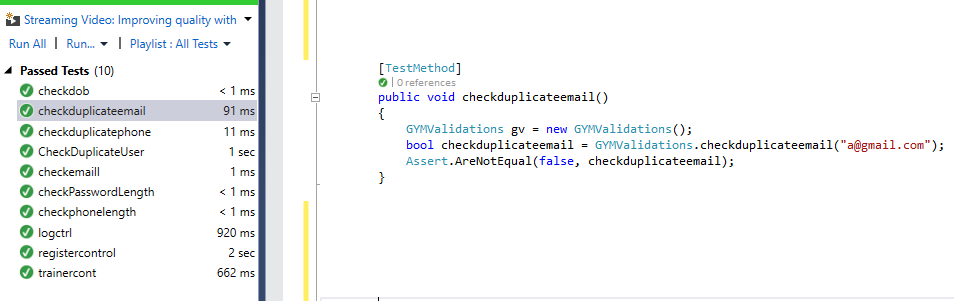 Streaming Video: Improving quality with
Run All | Run... | Playlist : All Tests
Passed Tests (10)
checkdob < 1 ms
checkduplicateemail 91 ms
checkduplicatephone 11 ms
CheckDuplicateUser 1 sec
checkemaill 1 ms
checkPasswordLength < 1 ms
checkphonelength < 1 ms
logctrl 920 ms
registercontrol 2 sec
trainercont 662 ms
[TestMethod]
| 0 references
public void checkduplicateemail()
{
GYMValidations gv = new GYMValidations();
bool checkduplicateemail = GYMValidations.checkduplicateemail("a@gmail.com");
Assert.AreNotEqual(false, checkduplicateemail);
}